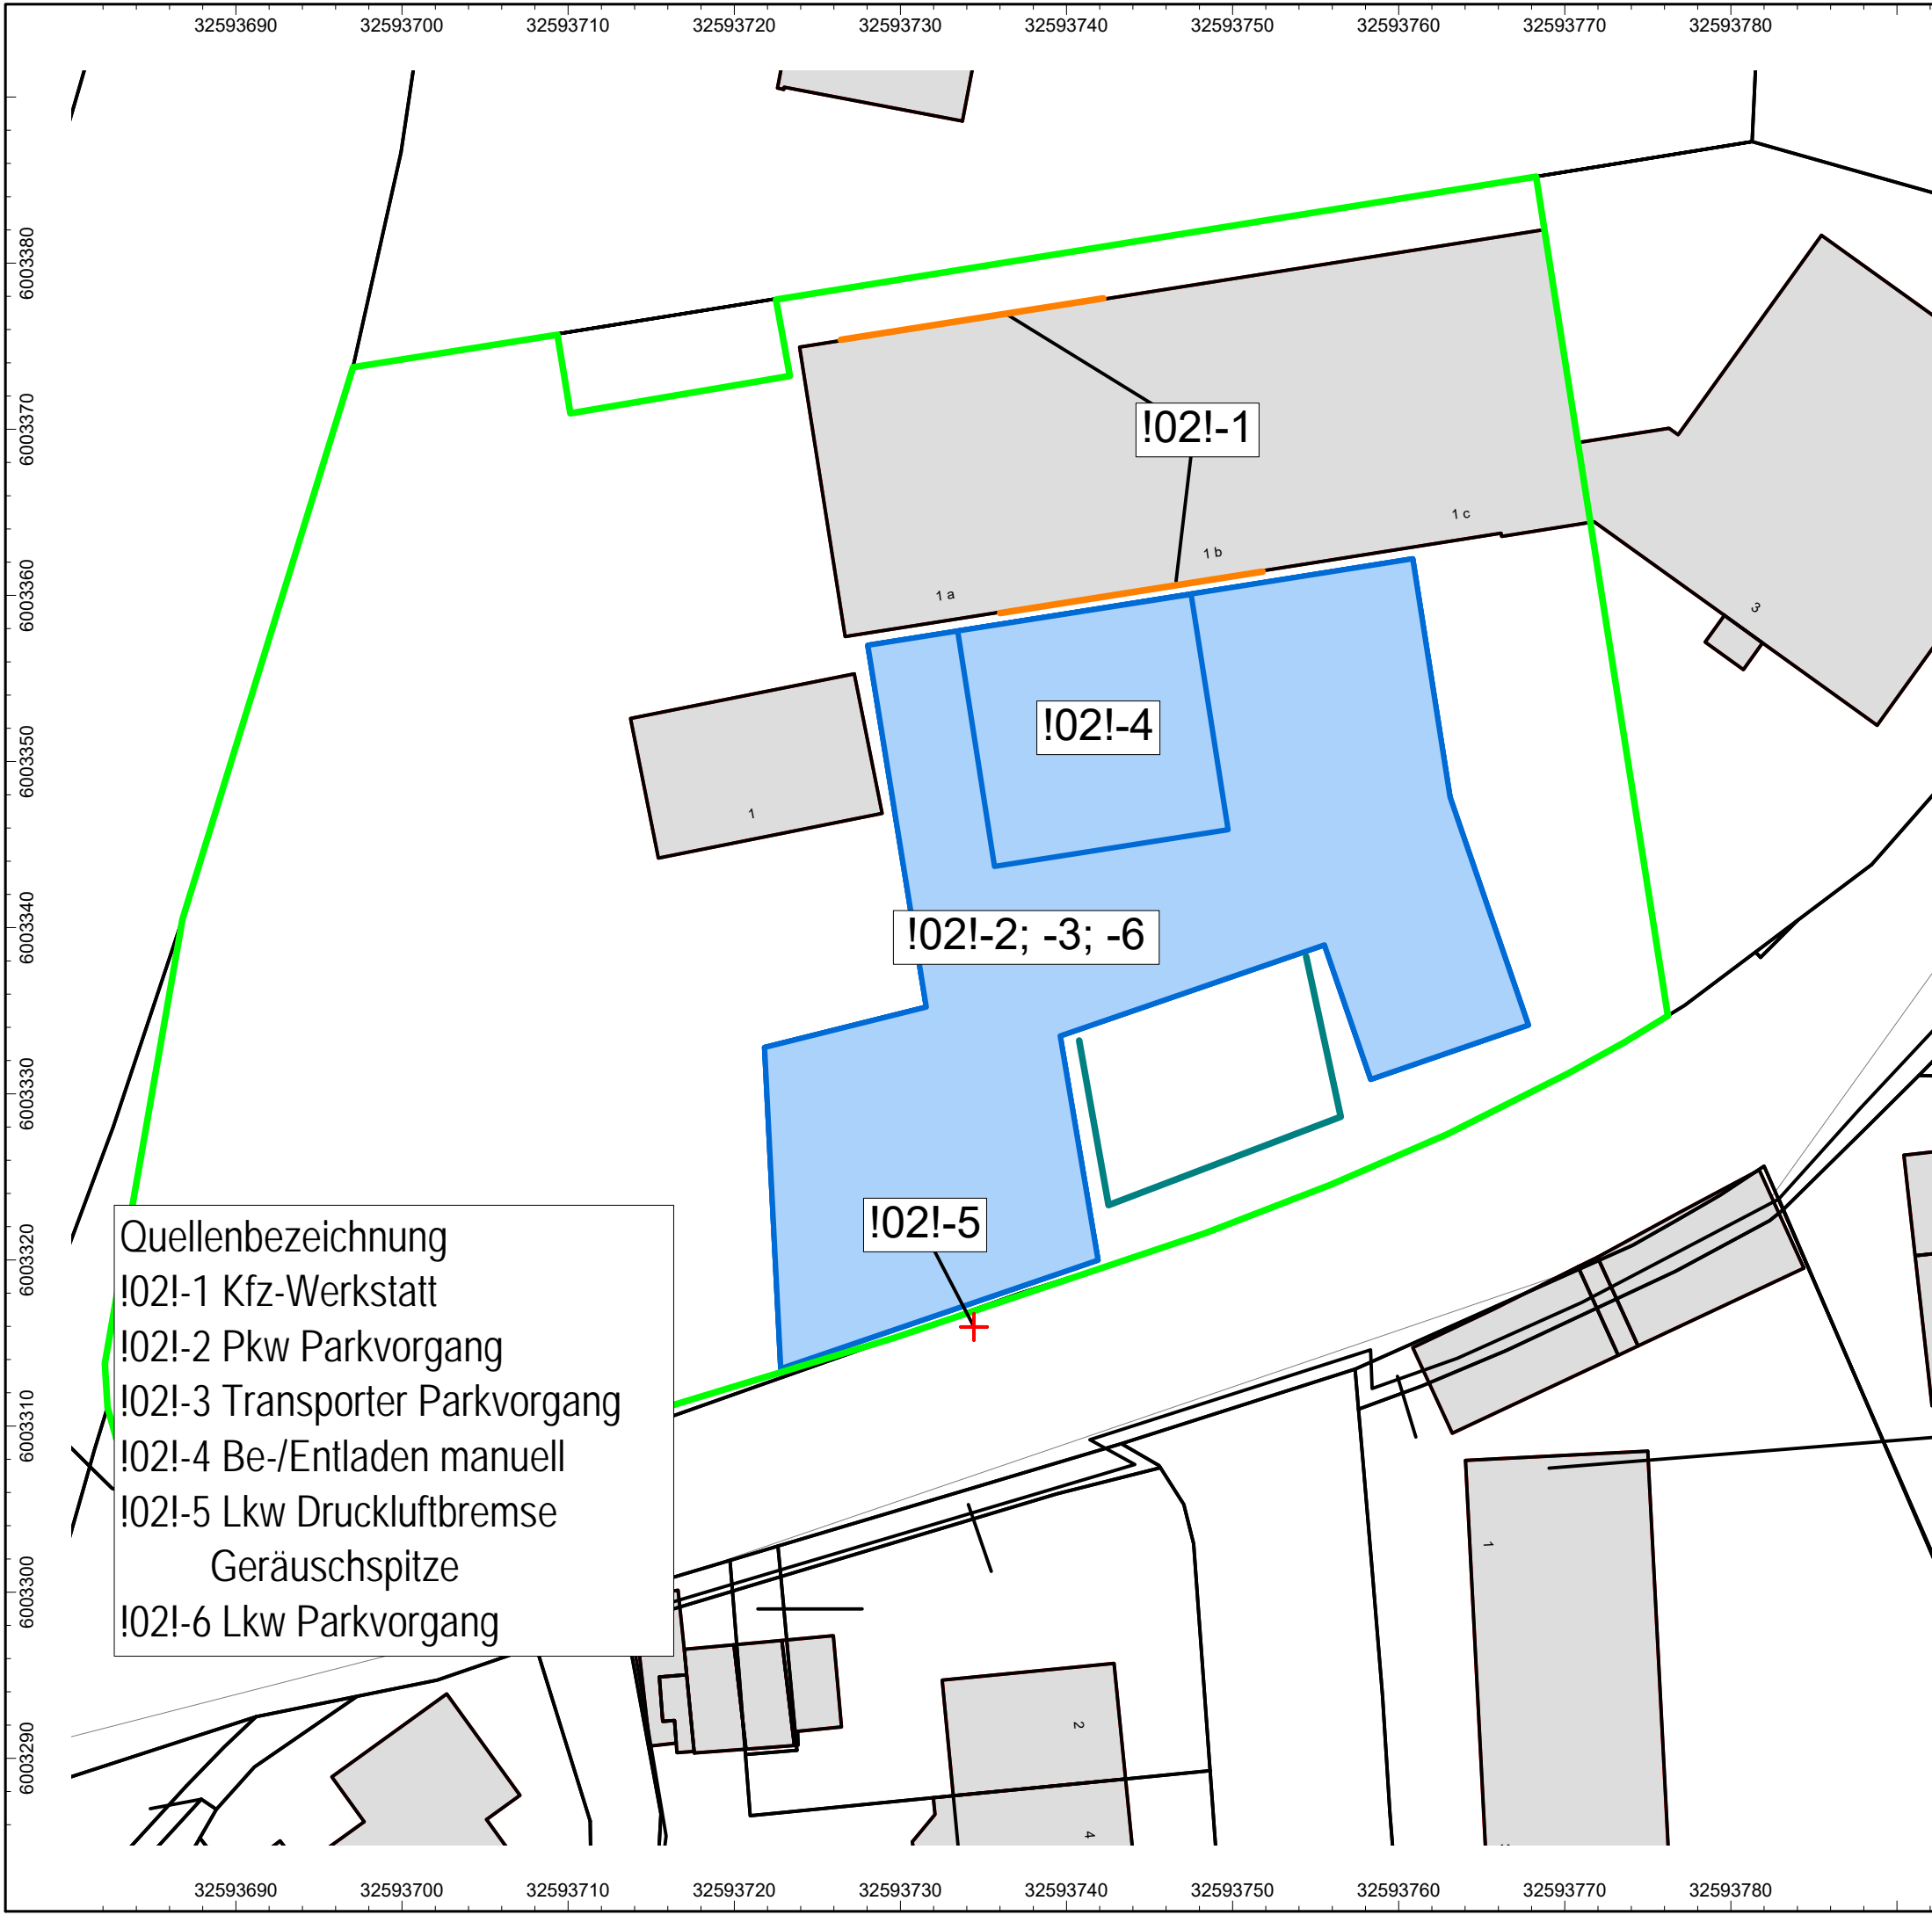 32593690 32593700 32593710 32593720 32593730 32593740 32593750 32593760 32593770 32593780
6003380
6003370
6003360
6003350
6003340
6003330
6003320
6003310
6003300
6003290
!02!-1
1 c
1 b
1 a
3
!02!-4
1
!02!-2; -3; -6
!02!-5
Quellenbezeichnung
!02!-1 Kfz-Werkstatt
!02!-2 Pkw Parkvorgang
!02!-3 Transporter Parkvorgang
!02!-4 Be-/Entladen manuell
!02!-5 Lkw Druckluftbremse
Geräuschspitze
!02!-6 Lkw Parkvorgang
1
2
4
32593690 32593700 32593710 32593720 32593730 32593740 32593750 32593760 32593770 32593780